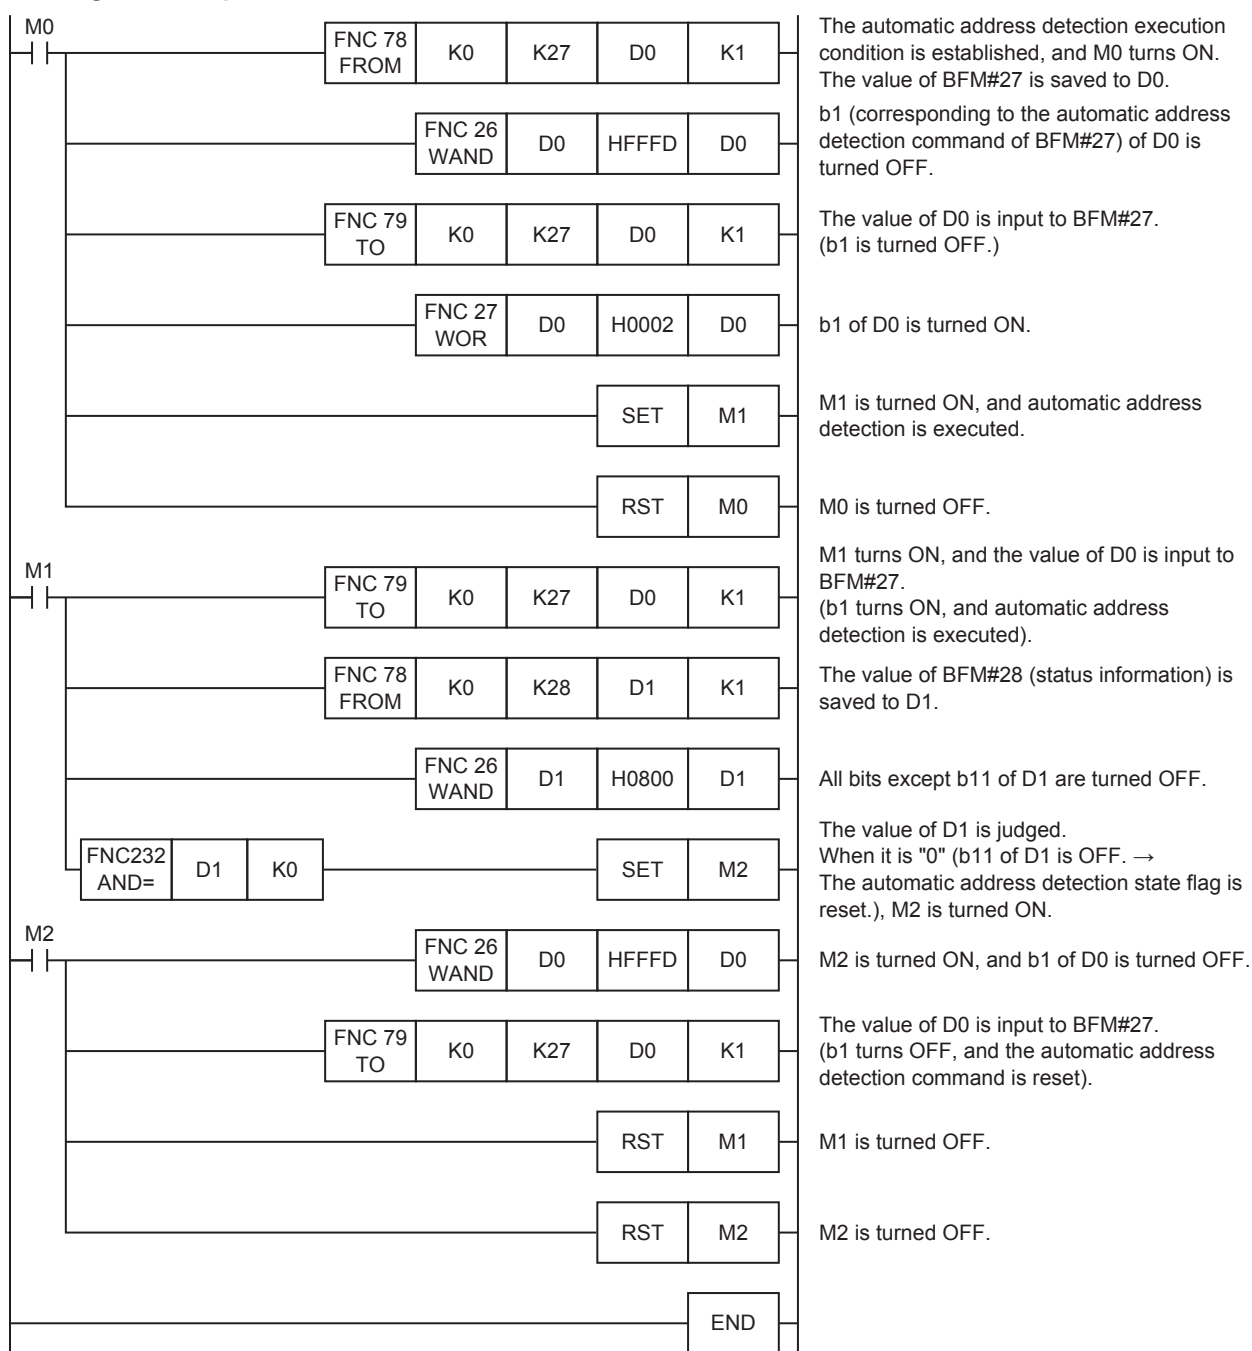 M0
FNC 78 FROM K0 K27 D0 K1
The automatic address detection execution
condition is established, and M0 turns ON.
The value of BFM#27 is saved to D0.
FNC 26 WAND D0 HFFFD D0
b1 (corresponding to the automatic address
detection command of BFM#27) of D0 is
turned OFF.
FNC 79 TO K0 K27 D0 K1
The value of D0 is input to BFM#27.
(b1 is turned OFF.)
FNC 27 WOR D0 H0002 D0
b1 of D0 is turned ON.
SET M1
M1 is turned ON, and automatic address
detection is executed.
RST M0
M0 is turned OFF.
M1
FNC 79 TO K0 K27 D0 K1
M1 turns ON, and the value of D0 is input to
BFM#27.
(b1 turns ON, and automatic address
detection is executed).
FNC 78 FROM K0 K28 D1 K1
The value of BFM#28 (status information) is
saved to D1.
FNC 26 WAND D1 H0800 D1
All bits except b11 of D1 are turned OFF.
FNC232 AND= D1 K0 SET M2
The value of D1 is judged.
When it is "0" (b11 of D1 is OFF. →
The automatic address detection state flag is
reset.), M2 is turned ON.
M2
FNC 26 WAND D0 HFFFD D0
M2 is turned ON, and b1 of D0 is turned OFF.
FNC 79 TO K0 K27 D0 K1
The value of D0 is input to BFM#27.
(b1 turns OFF, and the automatic address
detection command is reset).
RST M1
M1 is turned OFF.
RST M2
M2 is turned OFF.
END